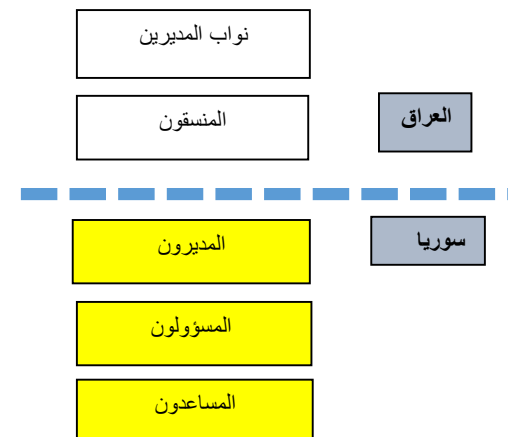 نواب المديرين
المنسقون
العراق
سوريا
المديرون
المسؤولون
المساعدون